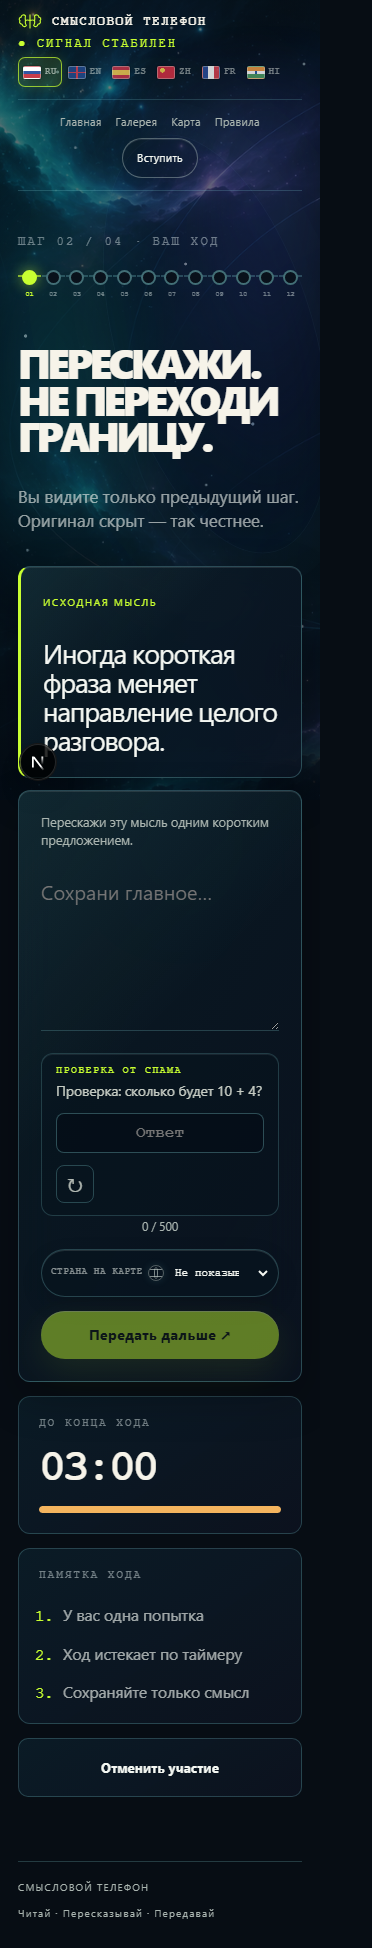 СМЫСЛОВОЙ ТЕЛЕФОН
СИГНАЛ СТАБИЛЕН
RU EN ES ZH FR HI
Главная Галерея Карта Правила
Вступить
ШАГ 02 / 04 · ВАШ ХОД
01 02 03 04 05 06 07 08 09 10 11 12
ПЕРЕСКАЖИ.
НЕ ПЕРЕХОДИ
ГРАНИЦУ.
Вы видите только предыдущий шаг.
Оригинал скрыт — так честнее.
ИСХОДНАЯ МЫСЛЬ
Иногда короткая
фраза меняет
направление целого
разговора.
N
Перескажи эту мысль одним коротким
предложением.
Сохрани главное...
ПРОВЕРКА ОТ СПАМА
Проверка: сколько будет 10 + 4?
Ответ
↻
0 / 500
СТРАНА НА КАРТЕ Не показыв
Передать дальше ↗
ДО КОНЦА ХОДА
03:00
ПАМЯТКА ХОДА
1. У вас одна попытка
2. Ход истекает по таймеру
3. Сохраняйте только смысл
Отменить участие
СМЫСЛОВОЙ ТЕЛЕФОН
Читай · Пересказывай · Передавай